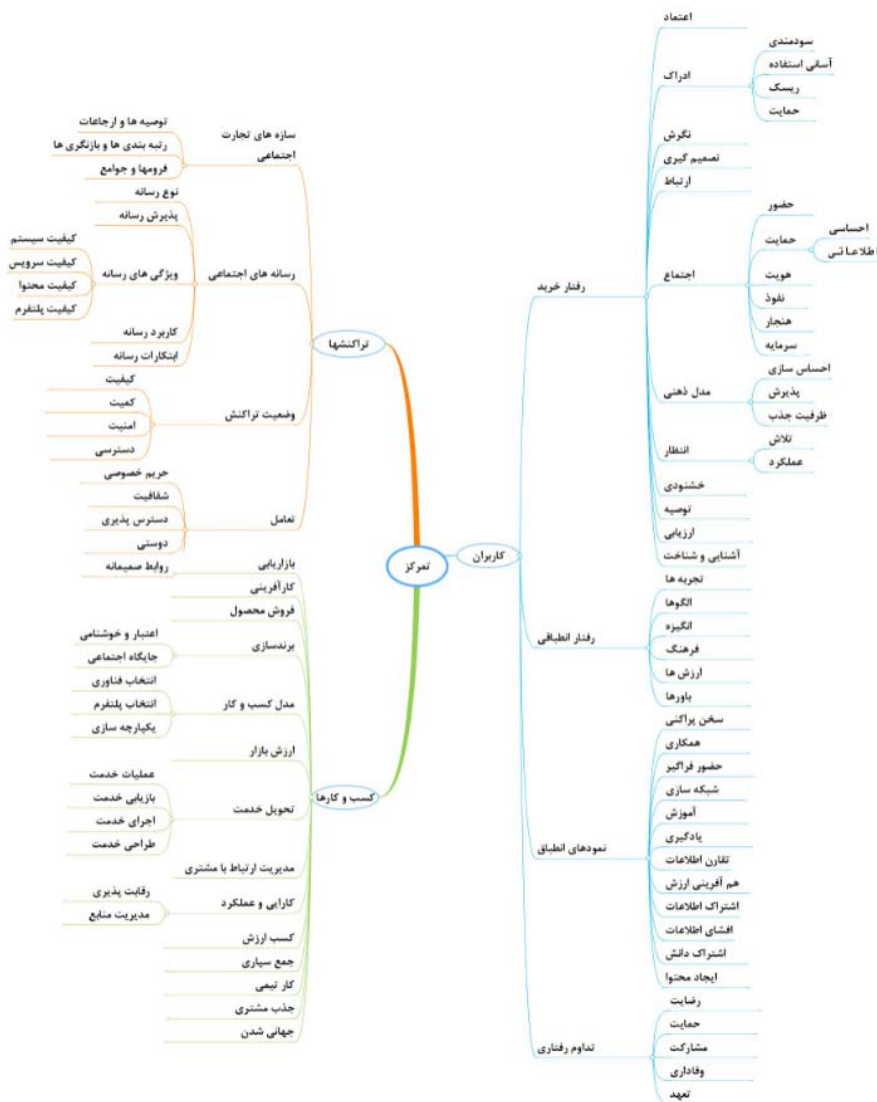 تمرکز
کاربران
رفتار خرید
اعتماد
ادراک
سودمندی
آسانی استفاده
ریسک
حمایت
نگرش
تصمیم گیری
ارتباط
اجتماع
حضور
حمایت
احساسی
اطلاعاتی
هویت
نفوذ
هنجار
سرمایه
مدل ذهنی
احساس سازی
پذیرش
ظرفیت جذب
انتظار
تلاش
عملکرد
خشنودی
توصیه
ارزیابی
آشنایی و شناخت
رفتار انطباقی
تجربه ها
الگوها
انگیزه
فرهنگ
ارزش ها
باورها
نمودهای انطباق
سخن پراکنی
همکاری
حضور فراگیر
شبکه سازی
آموزش
یادگیری
تقارن اطلاعات
هم آفرینی ارزش
اشتراک اطلاعات
افشای اطلاعات
اشتراک دانش
ایجاد محتوا
تداوم رفتاری
رضایت
حمایت
مشارکت
وفاداری
تعهد
تراکنشها
سازه های تجارت
اجتماعی
توصیه ها و ارجاعات
رتبه بندی ها و بازنگری ها
فرومها و جوامع
رسانه های اجتماعی
نوع رسانه
پذیرش رسانه
ویژگی های رسانه
کیفیت سیستم
کیفیت سرویس
کیفیت محتوا
کیفیت پلتفرم
کاربرد رسانه
ابتکارات رسانه
وضعیت تراکنش
کیفیت
کمیت
امنیت
دسترسی
تعامل
حریم خصوصی
شفافیت
دسترس پذیری
دوستی
کسب و کارها
بازاریابی
روابط صمیمانه
کارآفرینی
فروش محصول
برندسازی
اعتبار و خوشنامی
جایگاه اجتماعی
مدل کسب و کار
انتخاب فناوری
انتخاب پلتفرم
یکپارچه سازی
ارزش بازار
تحویل خدمت
عملیات خدمت
بازیابی خدمت
اجرای خدمت
طراحی خدمت
مدیریت ارتباط با مشتری
کارایی و عملکرد
رقابت پذیری
مدیریت منابع
کسب ارزش
جمع سپاری
کار تیمی
جذب مشتری
جهانی شدن